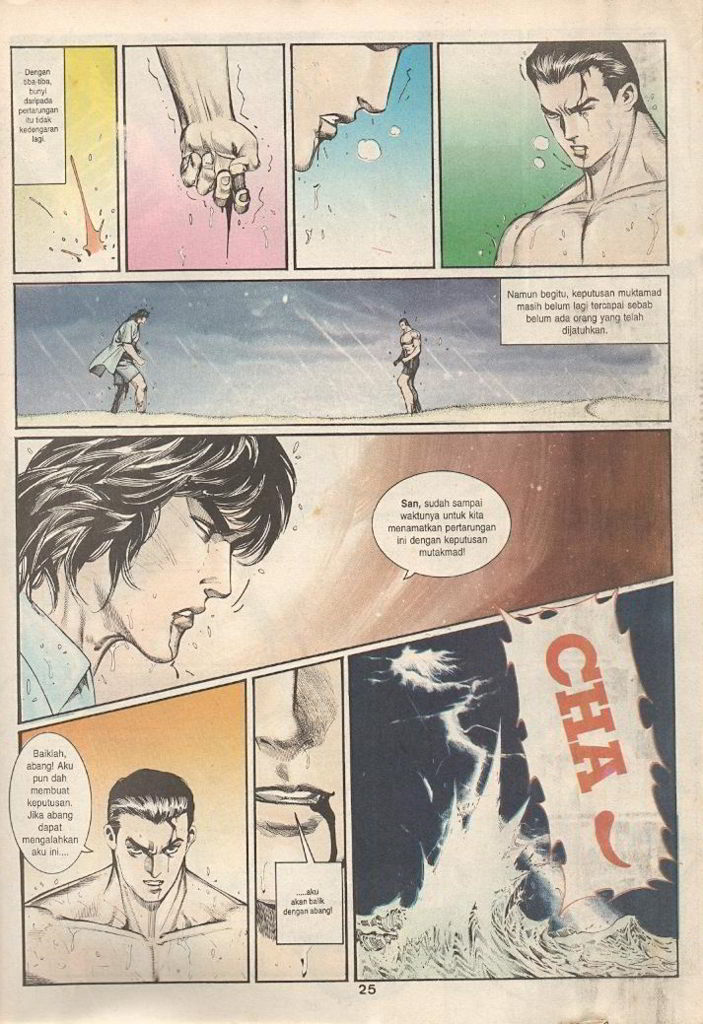 Dengan
tiba-tiba,
bunyi
daripada
pertarungan
itu tidak
kedengaran
lagi.
Namun begitu, keputusan muktamad
masih belum lagi tercapai sebab
belum ada orang yang telah
dijatuhkan.
San, sudah sampai
waktunya untuk kita
menamatkan pertarungan
ini dengan keputusan
mutakmad!
Baiklah,
abang! Aku
pun dah
membuat
keputusan.
Jika abang
dapat
mengalahkan
aku ini....
.....aku
akan balik
dengan abang!
CHA ~
25